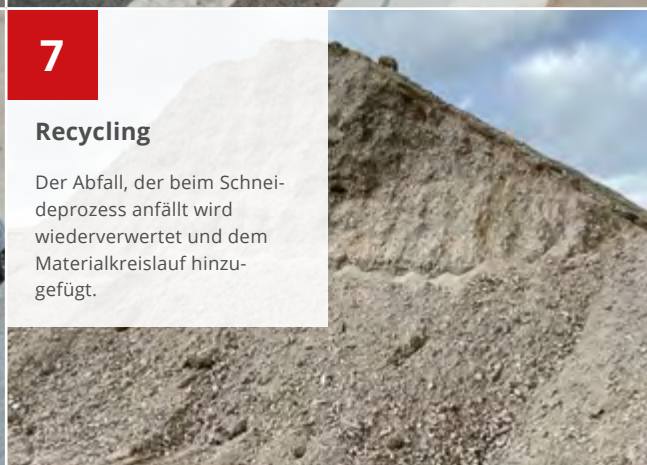 7
Recycling
Der Abfall, der beim Schnei-
deprozess anfällt wird
wiederverwertet und dem
Materialkreislauf hinzu-
gefügt.